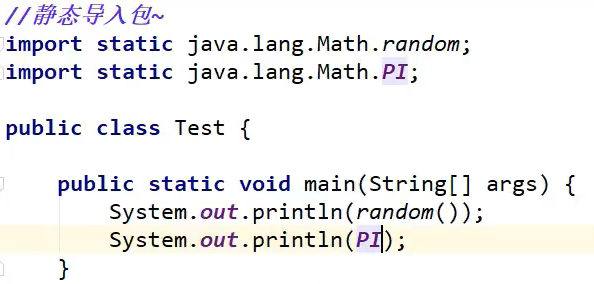 //静态导入包~
import static java.lang.Math.random;
import static java.lang.Math.PI;
public class Test {
public static void main(String[] args) {
System.out.println(random());
System.out.println(PI);
}